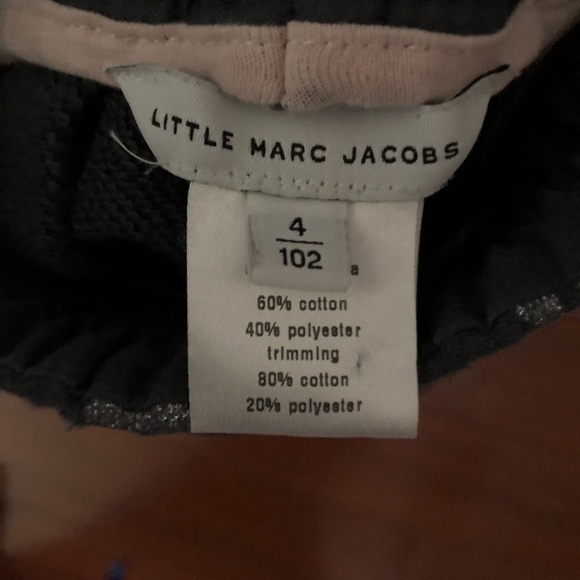 LITTLE MARC JACOBS
4
102
a
60% cotton
40% polyester
trimming
80% cotton
20% polyester